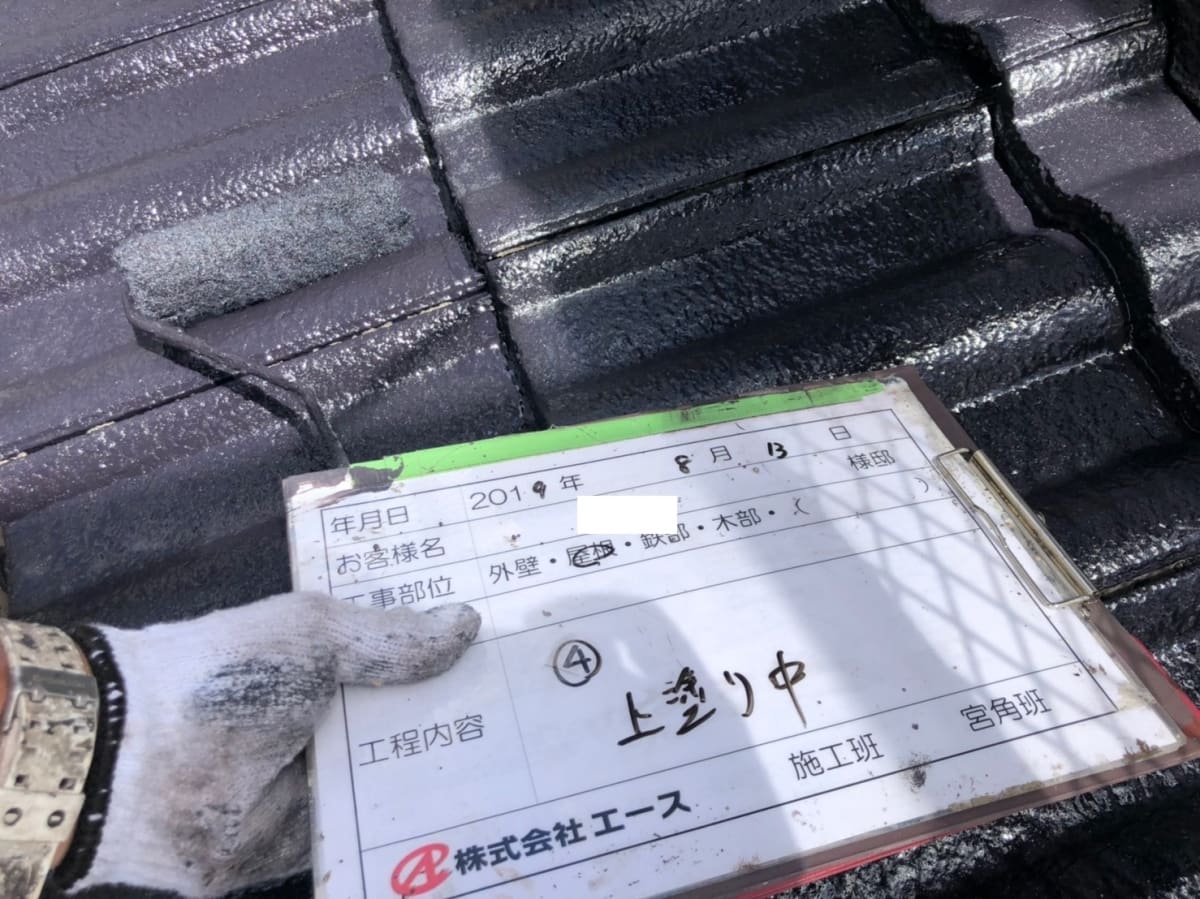 年月日 2019年 8月 13日
お客様名 様邸
工事部位 外壁・屋根・鉄部・木部・( )
工程内容 ④ 上塗り中
施工班 宮角班
株式会社エース